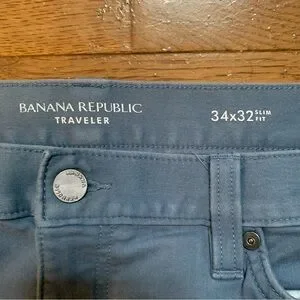 BANANA REPUBLIC
TRAVELER
34x32 SLIM FIT